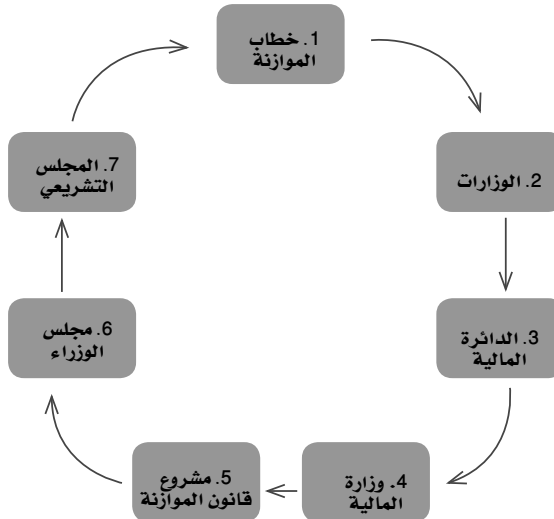 1. خطاب
الموازنة
2. الوزارات
3. الدائرة
المالية
4. وزارة
المالية
5. مشروع
قانون الموازنة
6. مجلس
الوزراء
7. المجلس
التشريعي